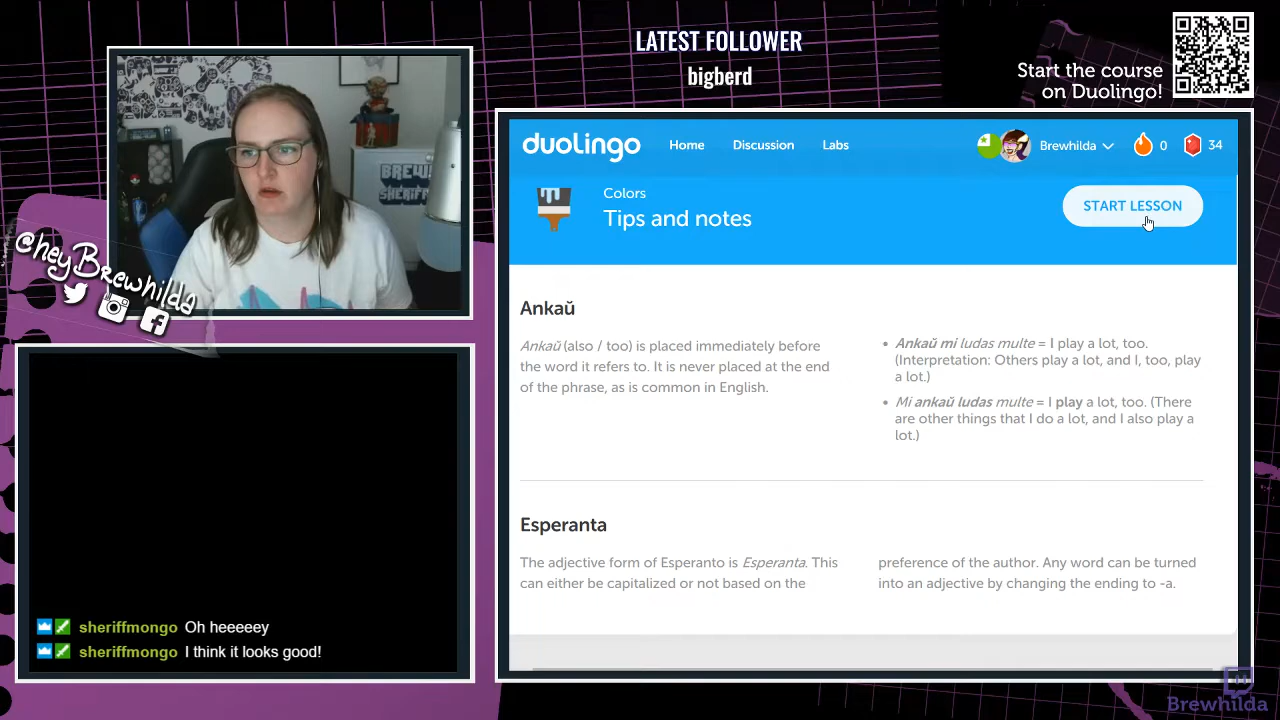 LATEST FOLLOWER
bigberd
Start the course
on Duolingo!
@heyBrewhilda
duolingo
Home
Discussion
Labs
Brewhilda
0
34
Colors
Tips and notes
START LESSON
Ankaŭ
Ankaŭ (also / too) is placed immediately before
the word it refers to. It is never placed at the end
of the phrase, as is common in English.
• Ankaŭ mi ludas multe = I play a lot, too.
(Interpretation: Others play a lot, and I, too, play
a lot.)
• Mi ankaŭ ludas multe = I play a lot, too. (There
are other things that I do a lot, and I also play a
lot.)
Esperanta
The adjective form of Esperanto is Esperanta. This
can either be capitalized or not based on the
preference of the author. Any word can be turned
into an adjective by changing the ending to -a.
sheriffmongo Oh heeeeey
sheriffmongo I think it looks good!
Brewhilda